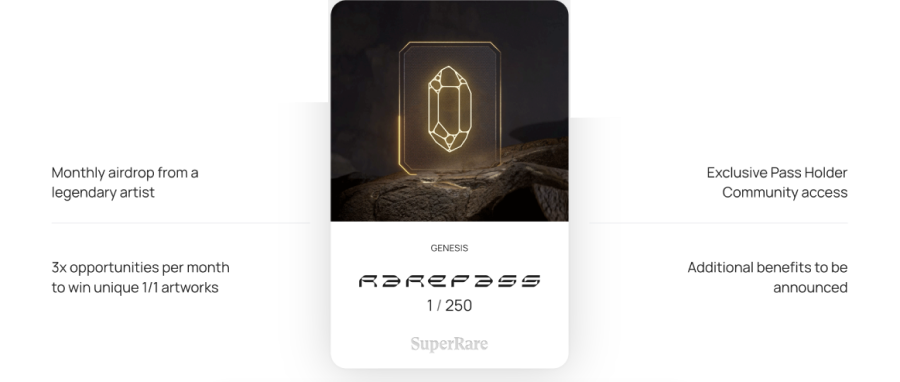 Monthly airdrop from a
legendary artist
3x opportunities per month
to win unique 1/1 artworks
GENESIS
RAREPASS
1 / 250
SuperRare
Exclusive Pass Holder
Community access
Additional benefits to be
announced